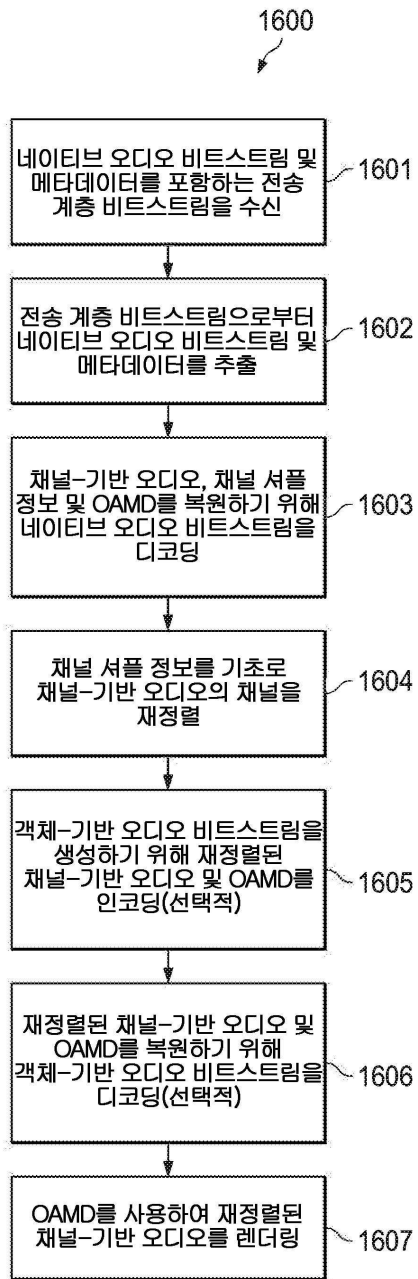 1600
네이티브 오디오 비트스트림 및
메타데이터를 포함하는 전송
계층 비트스트림을 수신
1601
전송 계층 비트스트림으로부터
네이티브 오디오 비트스트림 및
메타데이터를 추출
1602
채널-기반 오디오, 채널 셔플
정보 및 OAMD를 복원하기 위해
네이티브 오디오 비트스트림을
디코딩
1603
채널 셔플 정보를 기초로
채널-기반 오디오의 채널을
재정렬
1604
객체-기반 오디오 비트스트림을
생성하기 위해 재정렬된
채널-기반 오디오 및 OAMD를
인코딩(선택적)
1605
재정렬된 채널-기반 오디오 및
OAMD를 복원하기 위해
객체-기반 오디오 비트스트림을
디코딩(선택적)
1606
OAMD를 사용하여 재정렬된
채널-기반 오디오를 렌더링
1607